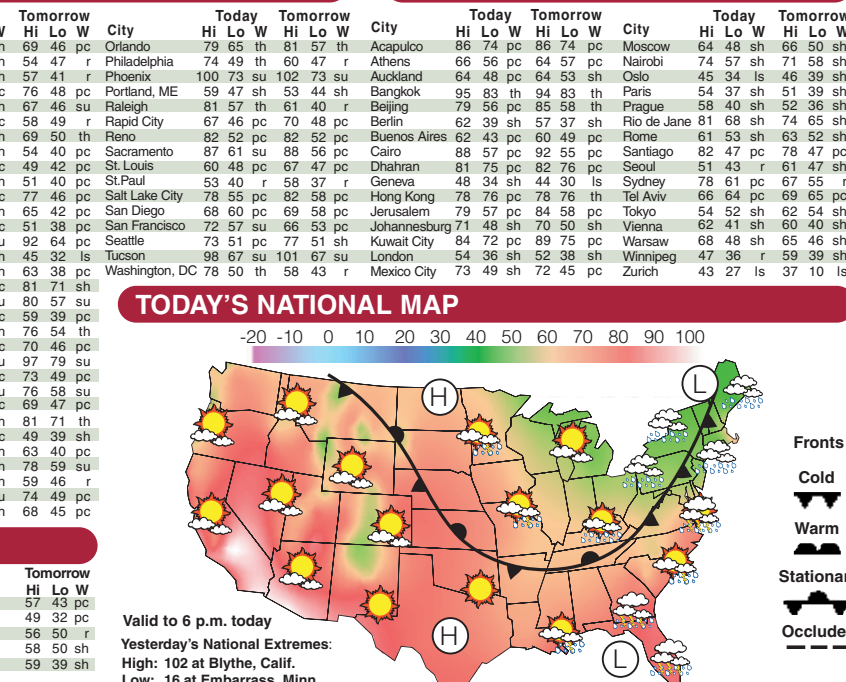 Tomorrow
W Hi Lo W
69 46 pc
54 47 r
57 41 r
76 48 pc
67 46 su
58 49 r
69 50 th
54 40 pc
49 42 pc
51 40 pc
77 46 pc
65 42 pc
51 38 pc
92 64 pc
45 32 ls
63 38 pc
81 71 sh
80 57 su
59 39 pc
76 54 th
70 46 pc
97 79 su
73 49 pc
76 58 su
69 47 pc
81 71 th
49 39 sh
63 40 pc
78 59 su
59 46 r
74 49 pc
68 45 pc
Tomorrow
Hi Lo W
57 43 pc
49 32 pc
56 50 r
58 50 sh
59 39 sh
Today Tomorrow
City Hi Lo W Hi Lo W
Orlando 79 65 th 81 57 th
Philadelphia 74 49 th 60 47 r
Phoenix 100 73 su 102 73 su
Portland, ME 59 47 sh 53 44 sh
Raleigh 81 57 th 61 40 r
Rapid City 67 46 pc 70 48 pc
Reno 82 52 pc 82 52 pc
Sacramento 87 61 su 88 56 pc
St. Louis 60 48 pc 67 47 pc
St.Paul 53 40 r 58 37 r
Salt Lake City 78 55 pc 82 58 pc
San Diego 68 60 pc 69 58 pc
San Francisco 72 57 su 66 53 pc
Seattle 73 51 pc 77 51 sh
Tucson 98 67 su 101 66 su
Washington, DC 78 50 th 58 43 r
Today Tomorrow
City Hi Lo W Hi Lo W
Acapulco 86 74 pc 86 74 pc
Athens 66 56 pc 64 57 pc
Auckland 64 48 pc 64 53 sh
Bangkok 95 83 th 94 83 th
Beijing 79 56 pc 85 58 th
Berlin 62 39 sh 57 37 sh
Buenos Aires 62 43 pc 60 49 pc
Cairo 88 57 pc 92 55 pc
Dhahran 81 75 pc 82 76 pc
Geneva 48 34 sh 44 30 ls
Hong Kong 78 76 pc 78 76 th
Jerusalem 79 57 pc 84 58 pc
Johannesburg 71 48 sh 70 50 sh
Kuwait City 84 72 pc 89 75 pc
London 54 36 sh 52 38 sh
Mexico City 73 49 sh 72 45 pc
Today Tomorrow
City Hi Lo W Hi Lo W
Moscow 64 48 sh 66 50 sh
Nairobi 74 57 sh 71 58 sh
Oslo 45 34 ls 46 39 sh
Paris 54 37 sh 51 39 sh
Prague 58 40 sh 52 36 sh
Rio de Jane 81 68 sh 74 65 sh
Rome 61 53 sh 63 52 sh
Santiago 82 47 pc 78 47 pc
Seoul 51 43 r 61 47 sh
Sydney 78 61 pc 67 55 r
Tel Aviv 66 64 pc 69 65 pc
Tokyo 54 52 sh 62 54 sh
Vienna 62 41 sh 60 40 sh
Warsaw 68 48 sh 65 46 sh
Winnipeg 47 36 r 59 39 sh
Zurich 43 27 ls 37 10 ls
TODAY'S NATIONAL MAP
-20 -10 0 10 20 30 40 50 60 70 80 90 100
H
L
H
L
Fronts
Cold
Warm
Stationar
Occlude
Valid to 6 p.m. today
Yesterday's National Extremes:
High: 102 at Blythe, Calif.
Low: 16 at Embarrass, Minn.